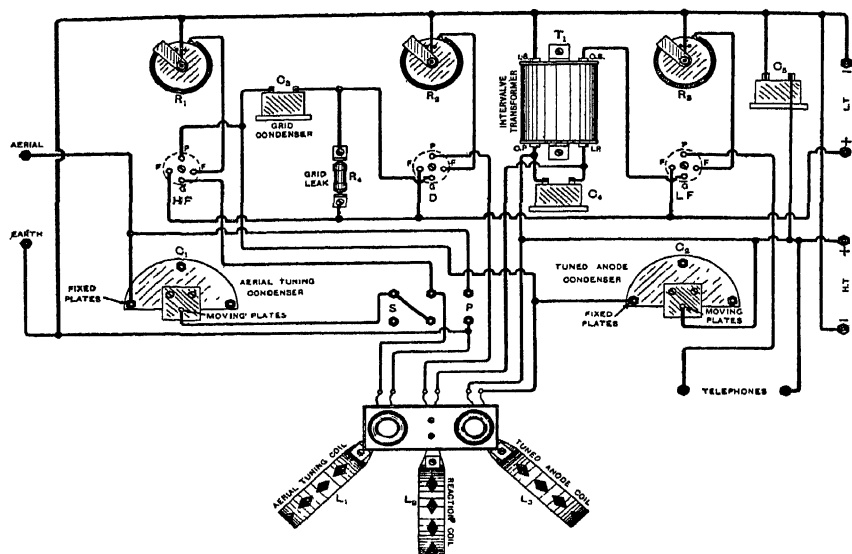 R1
C3
GRID
CONDENSER
R2
T1
I.S.
O.S.
INTERVALVE
TRANSFORMER
O.P
I.P.
R3
C5
L.T
AERIAL
P
F
F
G
H.F
GRID
LEAK
R4
P
F
F
G
D
C4
P
F
F
G
L F
EARTH
C1
FIXED
PLATES
AERIAL TUNING
CONDENSER
MOVING PLATES
S
P
TUNED ANODE
CONDENSER
C2
FIXED
PLATES
MOVING
PLATES
H.T
TELEPHONES
AERIAL TUNING COIL
L1
REACTION COIL
TUNED ANODE COIL
L3